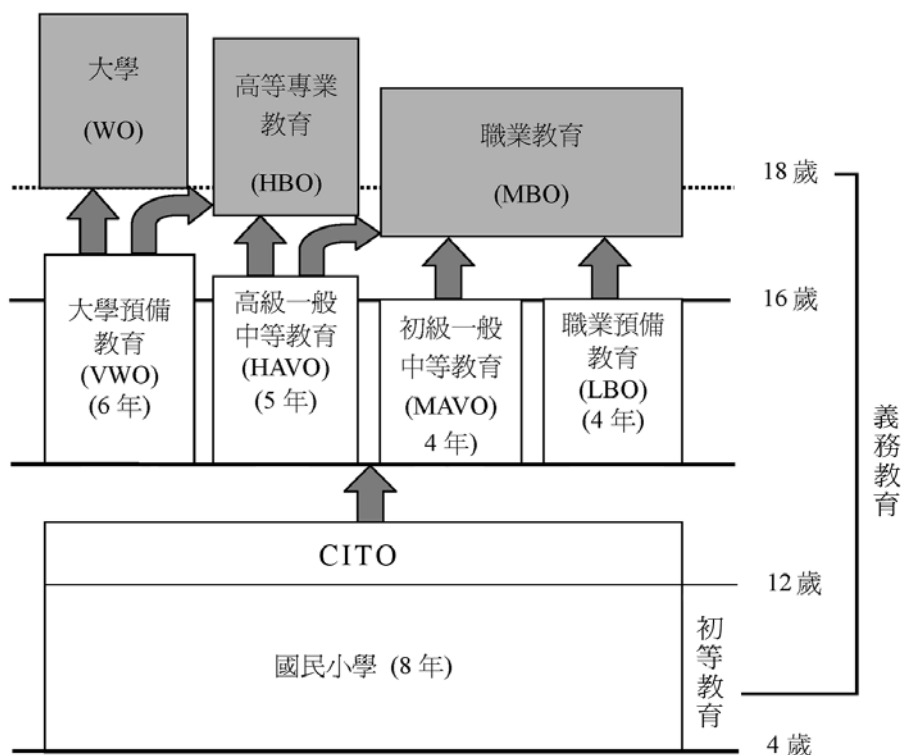 大學
(WO)
高等專業
教育
(HBO)
職業教育
(MBO)
18 歲
大學預備
教育
(VWO)
(6 年)
高級一般
中等教育
(HAVO)
(5 年)
初級一般
中等教育
(MAVO)
4 年)
職業預備
教育
(LBO)
(4 年)
16 歲
義務教育
CITO
12 歲
國民小學 (8 年)
初等教育
4 歲